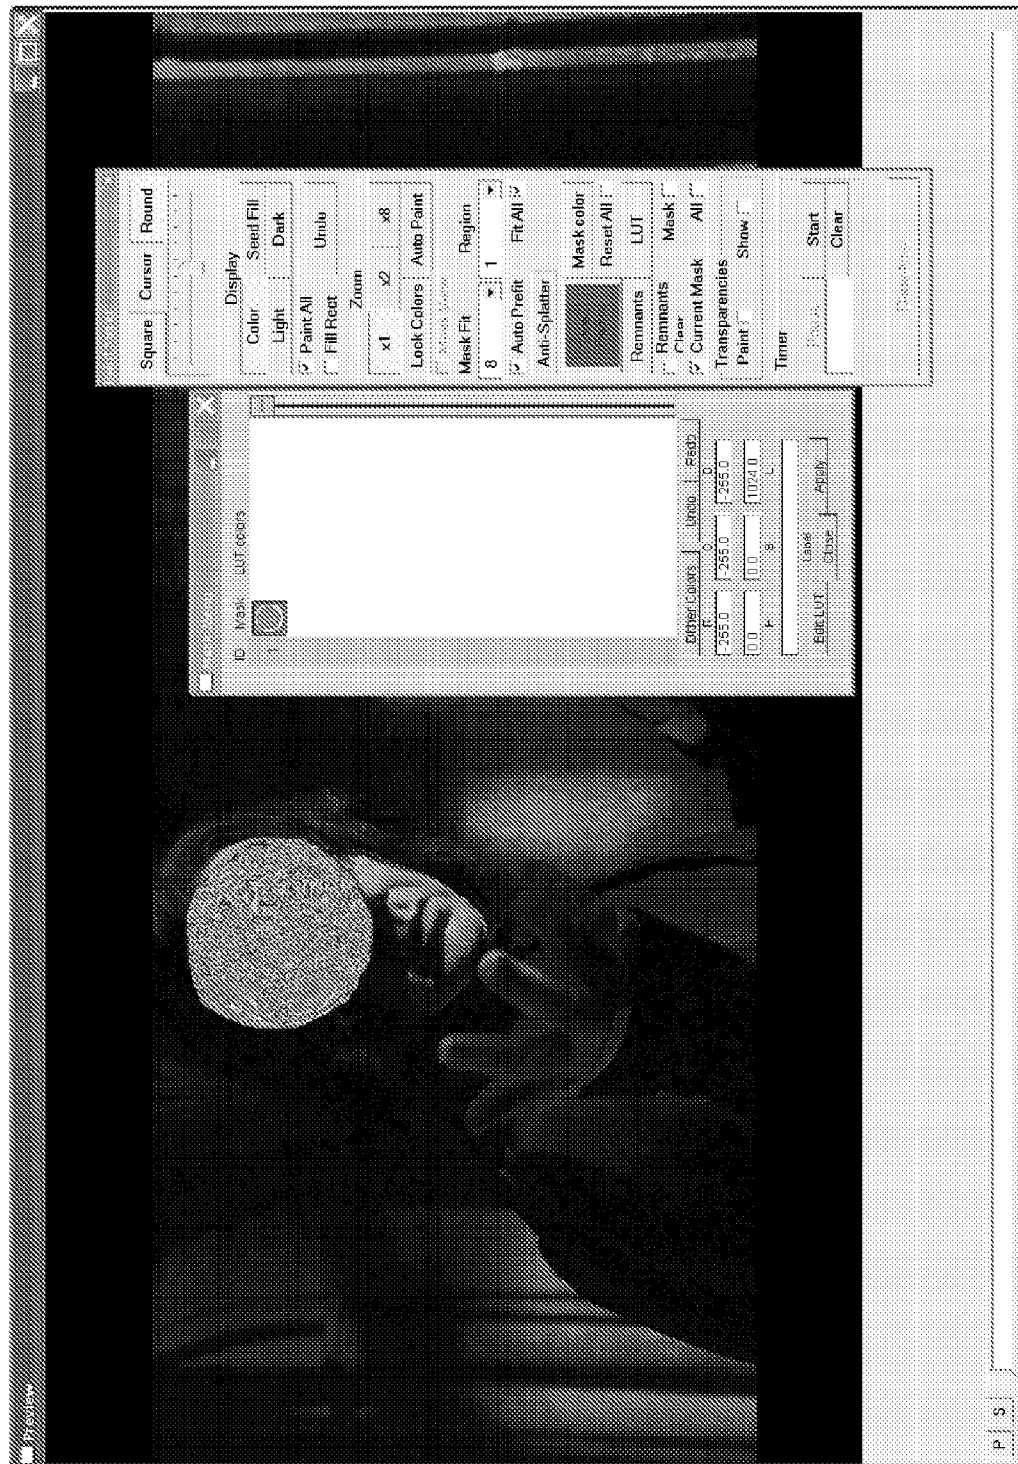 Preview
Square Cursor Round
Display
Color Seed Fill
Light Dark
Paint All
Fill Rect Undo
Zoom
x1 x2 x8
Lock Colors Auto Paint
Mask Fit Region
8 1
Auto Prefit Fit All
Anti-Splatter
Mask color
Reset All
Remnants LUT
Remnants Mask
Clear
Current Mask All
Transparencies
Paint Show
Timer
Start
Clear
ID Mask LUT colors
1
Other Colors Undo Redo
-255.0 -255.0 -255.0
0.0 0.0 1024.0
Label
Edit LUT Close Apply
P S